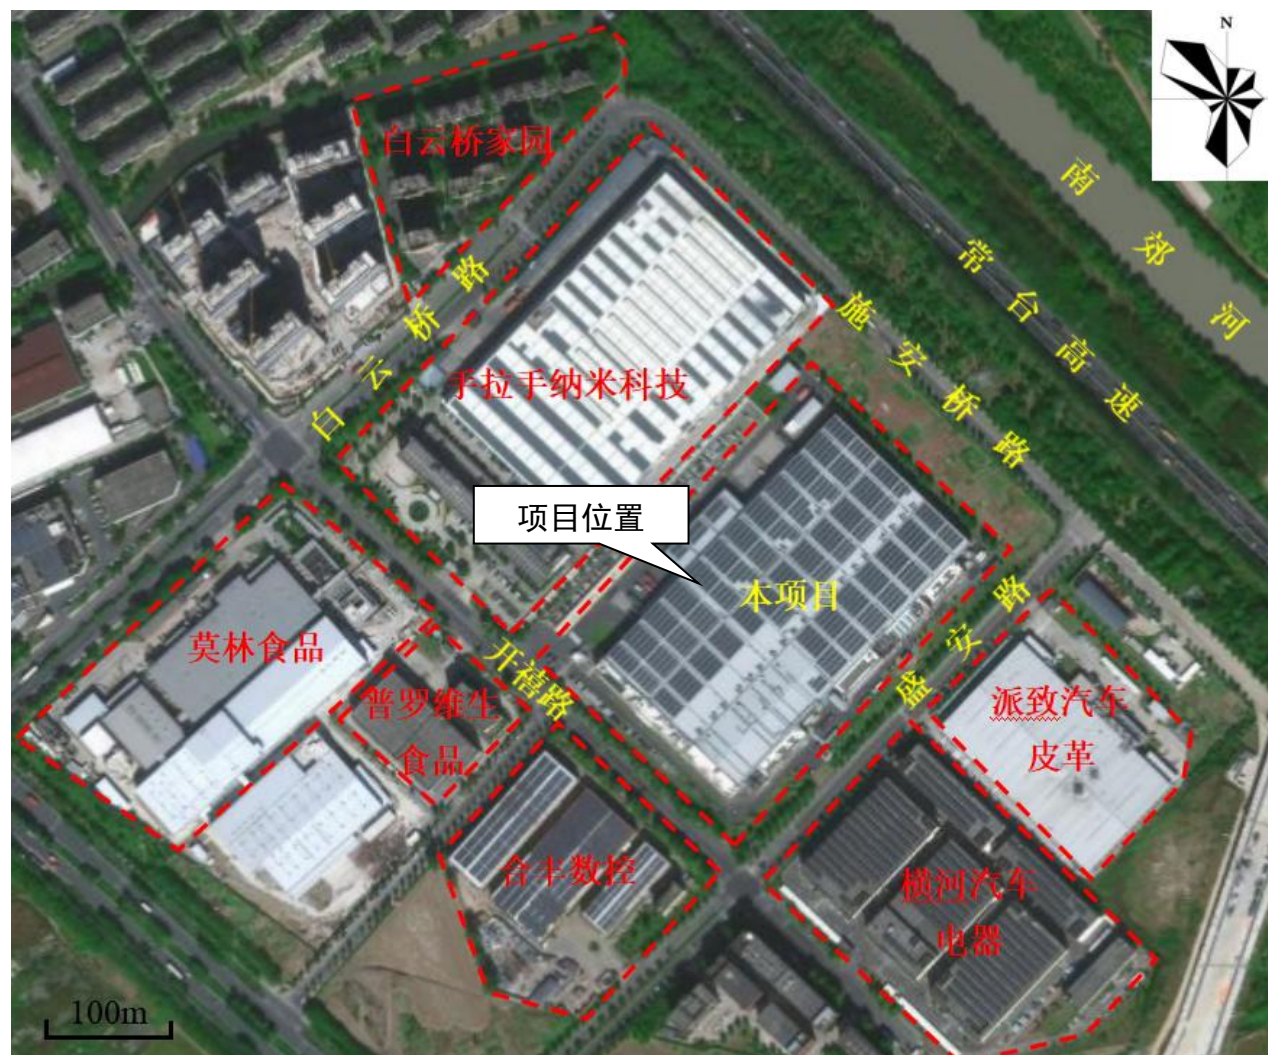 N
白云桥家园
南郊河
常台高速
白云桥路
施安桥路
手拉手纳米科技
项目位置
本项目
盛安路
开禧路
莫林食品
普罗维生
食品
派致汽车
皮革
合丰数控
横河汽车
电器
100m